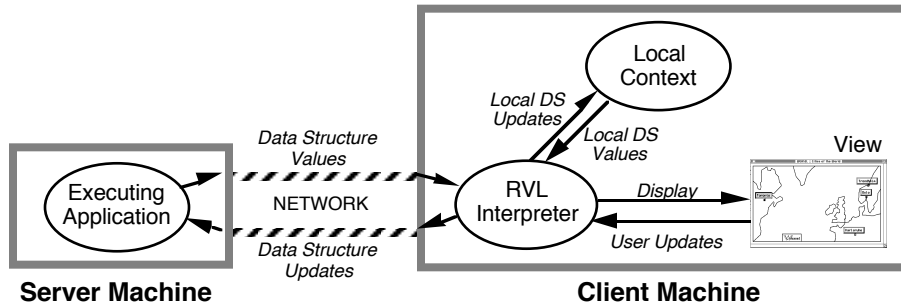 Local
Context
Local DS
Updates
Local DS
Values
View
Data Structure
Values
Executing
Application
NETWORK
RVL
Interpreter
Display
User Updates
Data Structure
Updates
Server Machine
Client Machine